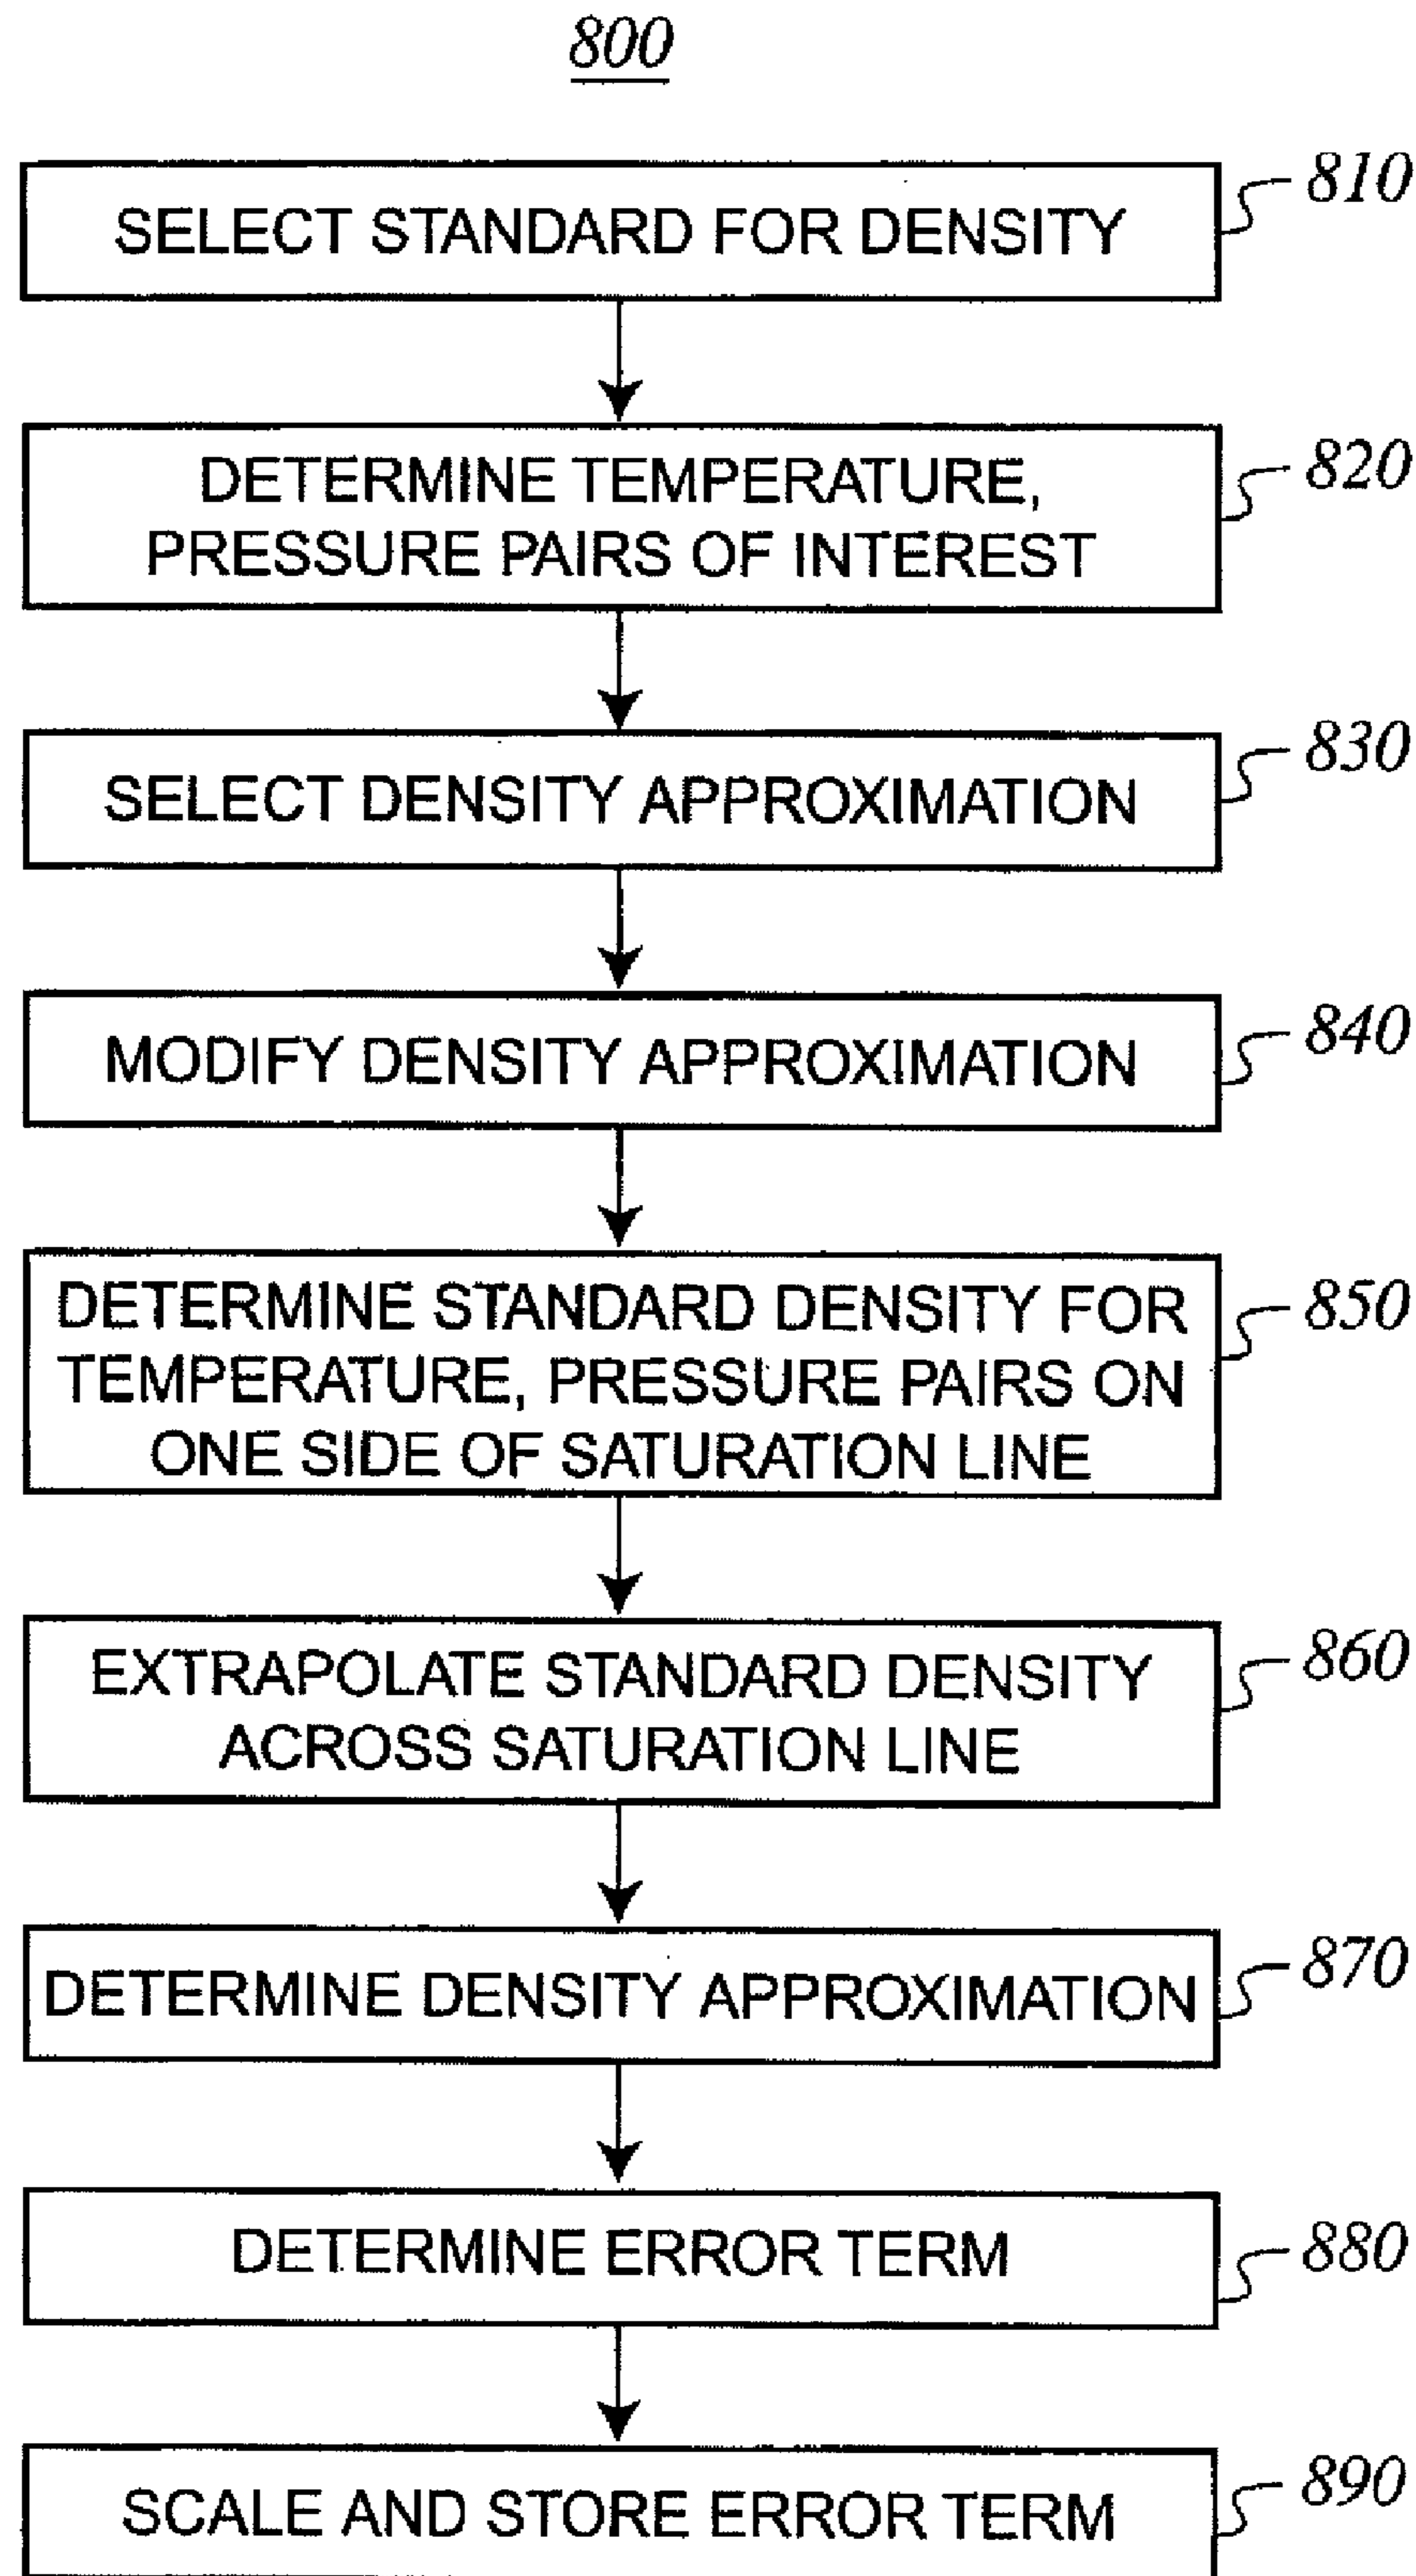 800
SELECT STANDARD FOR DENSITY
810
DETERMINE TEMPERATURE,
PRESSURE PAIRS OF INTEREST
820
SELECT DENSITY APPROXIMATION
830
MODIFY DENSITY APPROXIMATION
840
DETERMINE STANDARD DENSITY FOR
TEMPERATURE, PRESSURE PAIRS ON
ONE SIDE OF SATURATION LINE
850
EXTRAPOLATE STANDARD DENSITY
ACROSS SATURATION LINE
860
DETERMINE DENSITY APPROXIMATION
870
DETERMINE ERROR TERM
880
SCALE AND STORE ERROR TERM
890